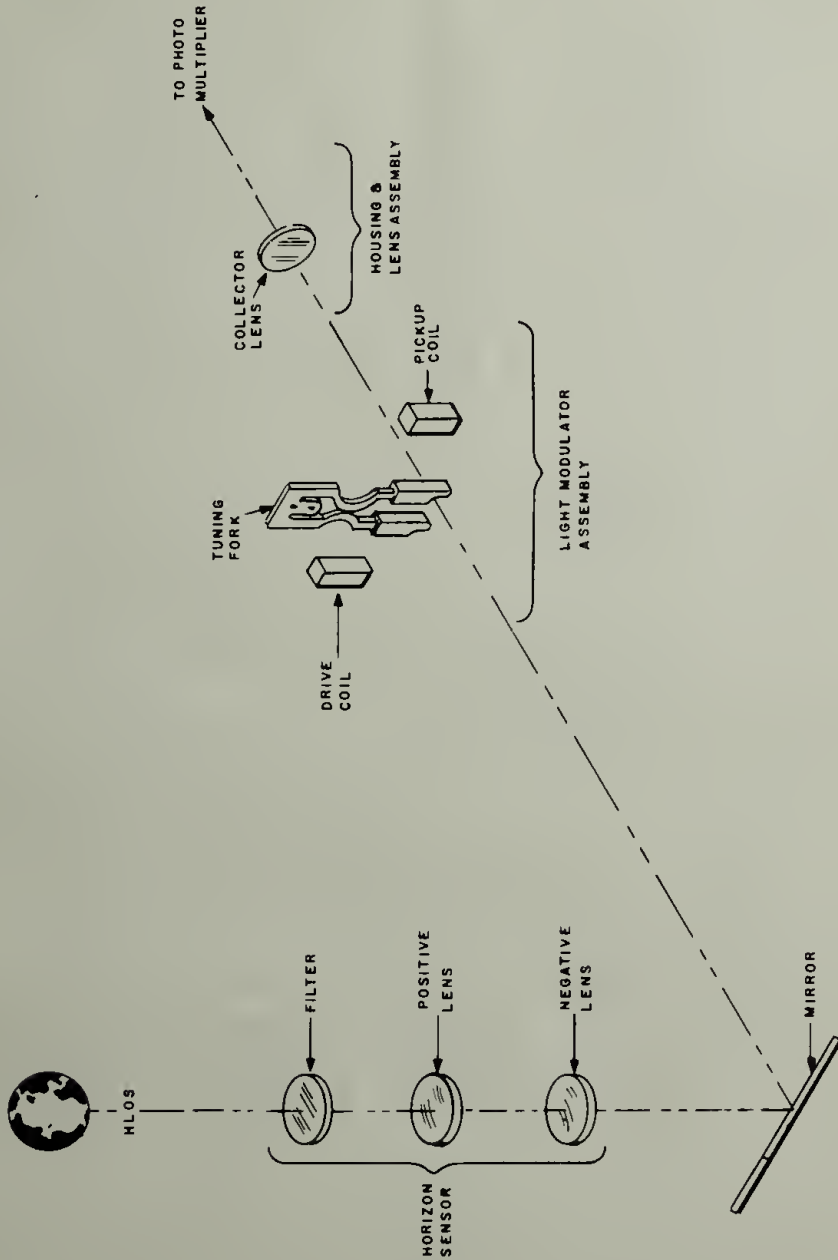 HLOS
TO PHOTO
MULTIPLIER
TUNING
FORK
COLLECTOR
LENS
FILTER
DRIVE
COIL
HOUSING &
LENS ASSEMBLY
HORIZON
SENSOR
POSITIVE
LENS
PICKUP
COIL
NEGATIVE
LENS
LIGHT MODULATOR
ASSEMBLY
MIRROR